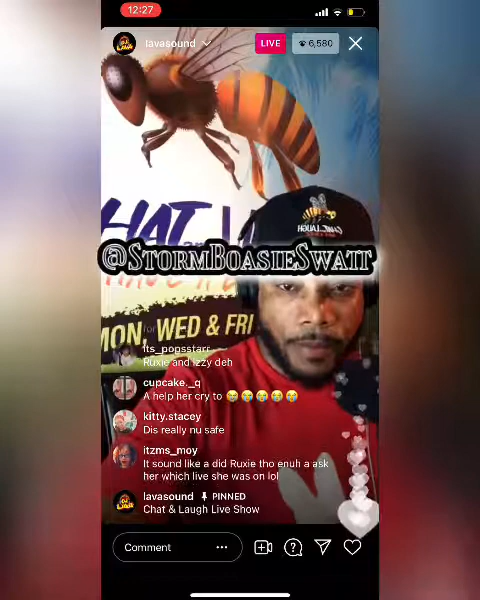 12:27
lavasound
LIVE
6,580
HAT
@StormBoasieSwatt
MON, WED & FRI
its_popsstarr
Ruxie and izzy deh
cupcake._q
A help her cry to 😭😭😭😭😭
kitty.stacey
Dis really nu safe
itzms_moy
It sound like a did Ruxie tho enuh a ask
her which live she was on lol
lavasound PINNED
Chat & Laugh Live Show
Comment